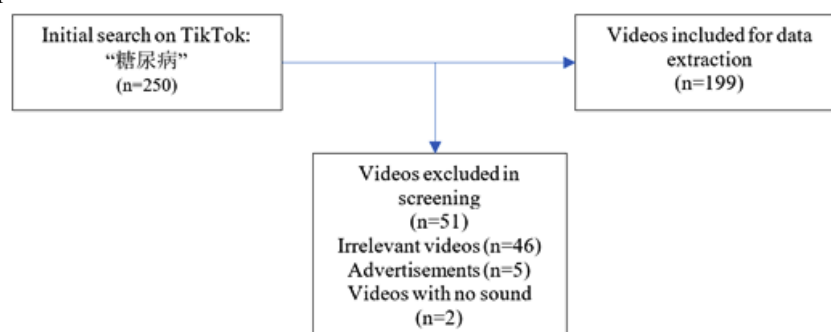 Initial search on TikTok:
“糖尿病”
(n=250)
Videos included for data
extraction
(n=199)
Videos excluded in
screening
(n=51)
Irrelevant videos (n=46)
Advertisements (n=5)
Videos with no sound
(n=2)